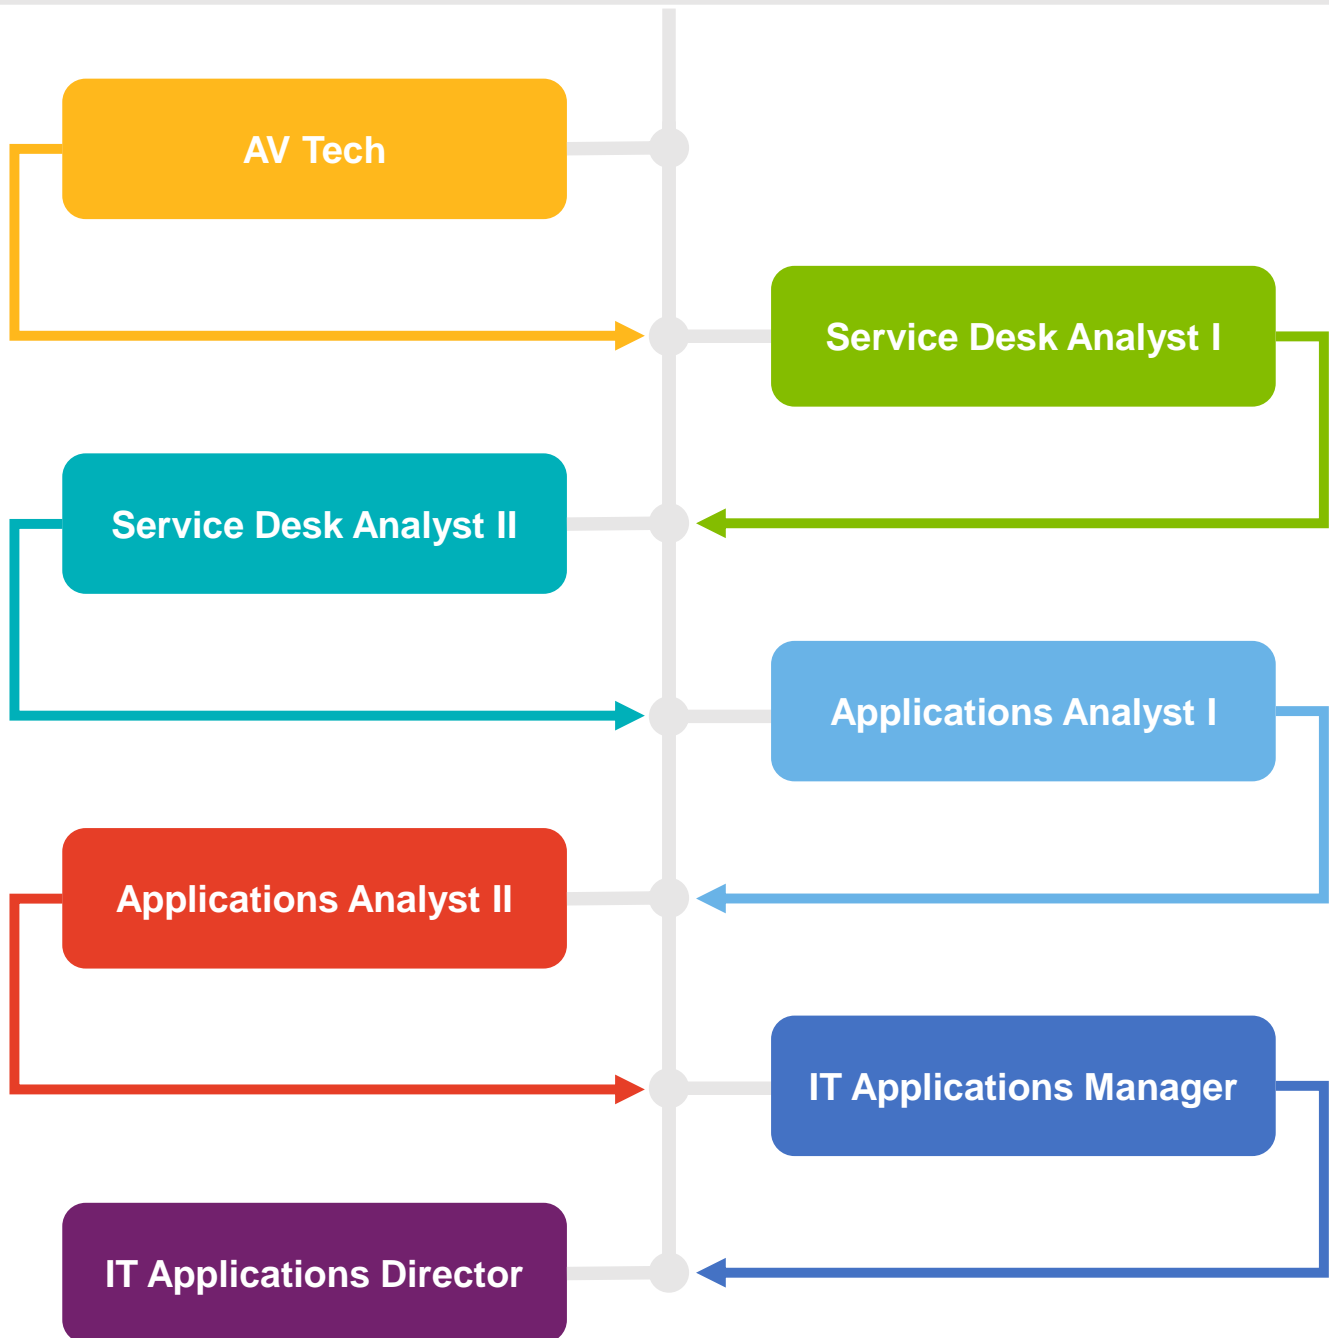 AV Tech
Service Desk Analyst I
Service Desk Analyst II
Applications Analyst I
Applications Analyst II
IT Applications Manager
IT Applications Director